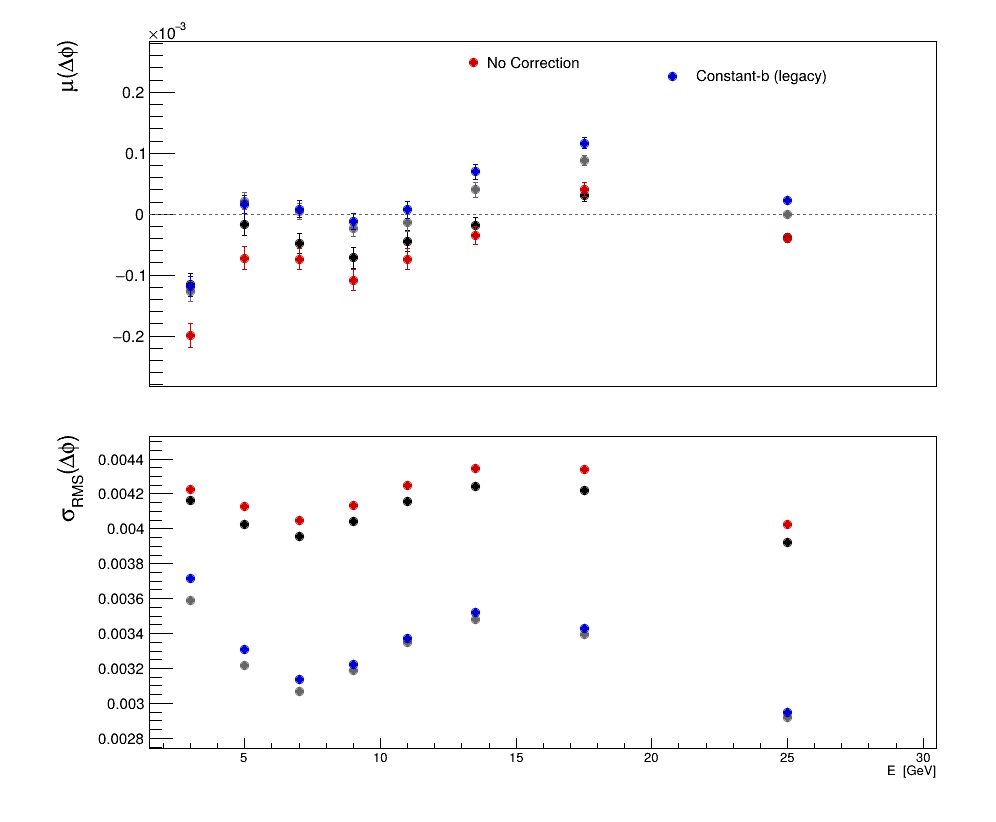 ×10⁻³
μ(Δϕ)
No Correction
Constant-b (legacy)
0.2
0.1
0
−0.1
−0.2
σRMS(Δϕ)
0.0044
0.0042
0.004
0.0038
0.0036
0.0034
0.0032
0.003
0.0028
5 10 15 20 25 30
E [GeV]